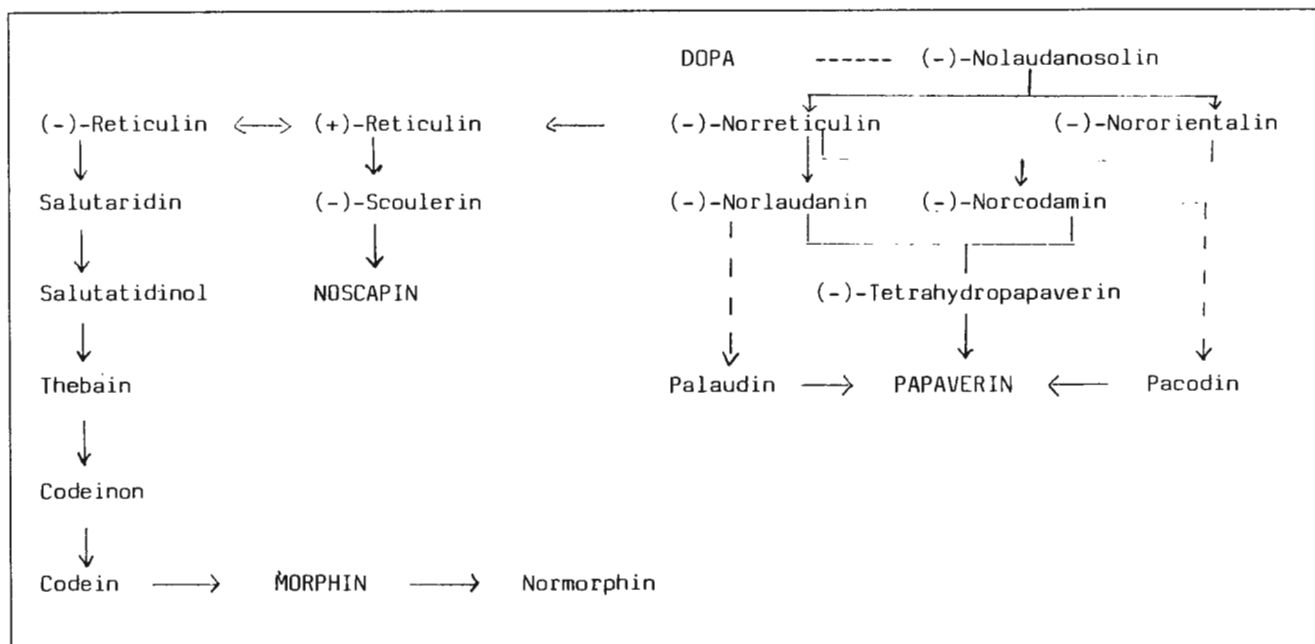 DOPA ------ (-)-Nolaudanosolin
(-)-Reticulin <--> (+)-Reticulin <-- (-)-Norreticulin (-)-Nororientalin
Salutaridin (-)-Scoulerin (-)-Norlaudanin (-)-Norcodamin
Salutatidinol NOSCAPIN (-)-Tetrahydropapaverin
Thebain Palaudin --> PAPAVERIN <-- Pacodin
Codeinon
Codein --> MORPHIN --> Normorphin